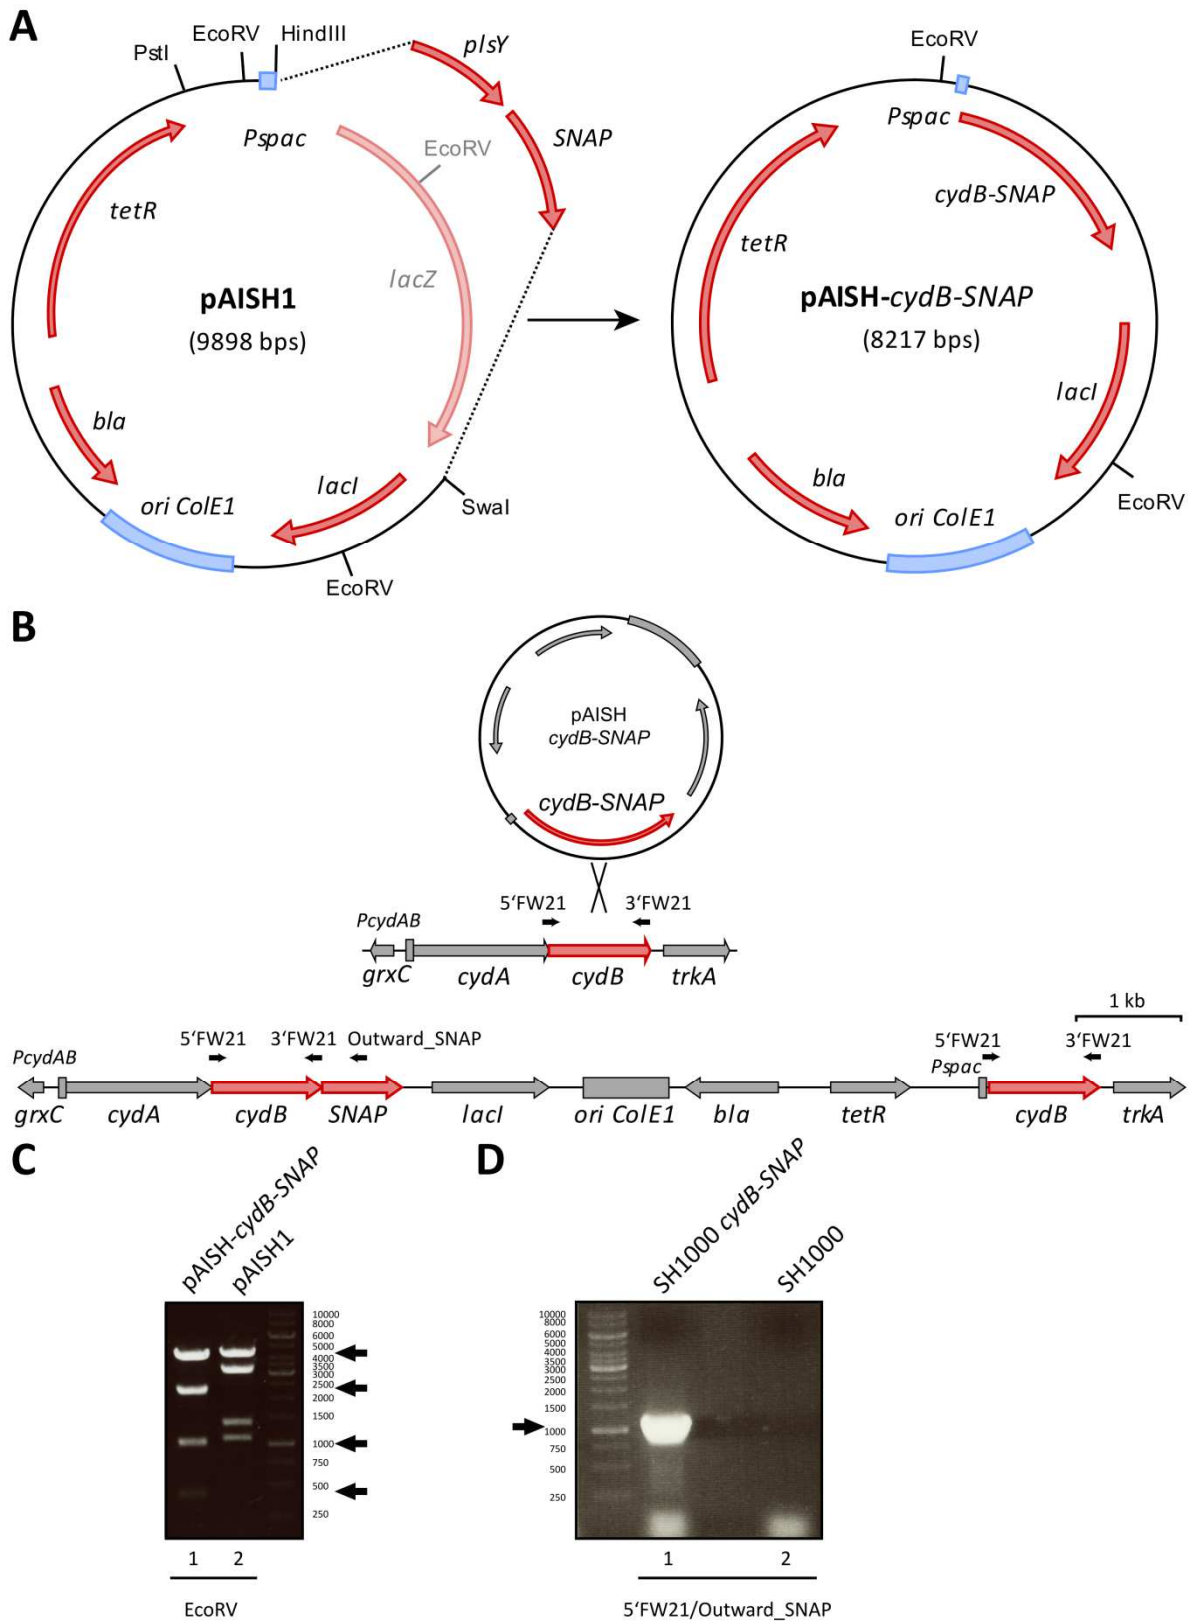 A
PstI
EcoRV
HindIII
plsY
SNAP
Pspac
EcoRV
tetR
lacZ
pAISH1
(9898 bps)
bla
ori ColE1
lacI
SwaI
EcoRV
EcoRV
Pspac
cydB-SNAP
tetR
pAISH-cydB-SNAP
(8217 bps)
lacI
bla
ori ColE1
EcoRV
B
pAISH
cydB-SNAP
cydB-SNAP
5‘FW21
3‘FW21
PcydAB
grxC
cydA
cydB
trkA
1 kb
5‘FW21
3‘FW21
Outward_SNAP
5‘FW21
3‘FW21
PcydAB
Pspac
grxC
cydA
cydB
SNAP
lacI
ori ColE1
bla
tetR
cydB
trkA
C
pAISH-cydB-SNAP
pAISH1
10000
8000
6000
5000
4000
3500
3000
2500
2000
1500
1000
750
500
250
1
2
EcoRV
D
SH1000 cydB-SNAP
SH1000
10000
8000
6000
5000
4000
3500
3000
2500
2000
1500
1000
750
500
250
1
2
5‘FW21/Outward_SNAP